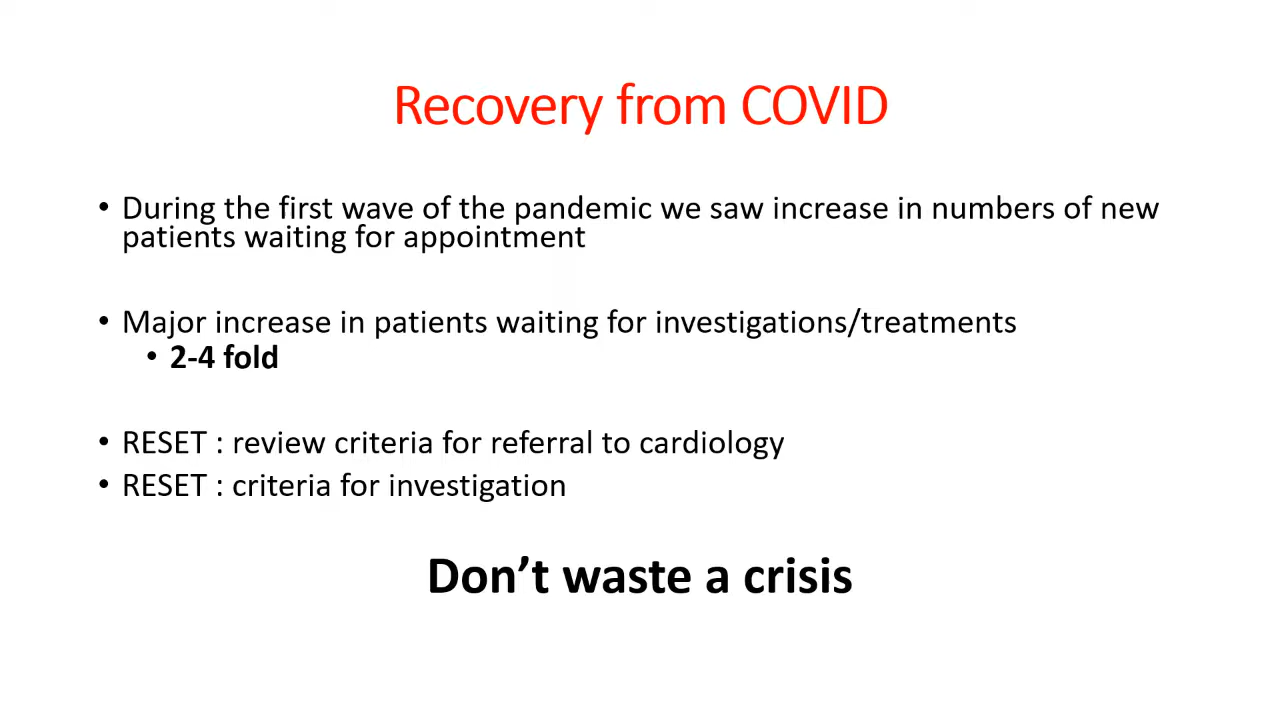 Recovery from COVID
• During the first wave of the pandemic we saw increase in numbers of new
patients waiting for appointment
• Major increase in patients waiting for investigations/treatments
• 2-4 fold
• RESET : review criteria for referral to cardiology
• RESET : criteria for investigation
Don’t waste a crisis